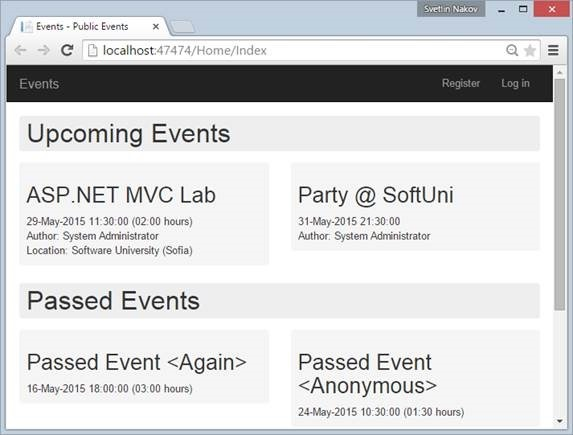 Svetlin Nakov
Events - Public Events
localhost:47474/Home/Index
Events Register Log in
Upcoming Events
ASP.NET MVC Lab
29-May-2015 11:30:00 (02:00 hours)
Author: System Administrator
Location: Software University (Sofia)
Party @ SoftUni
31-May-2015 21:30:00
Author: System Administrator
Passed Events
Passed Event <Again>
16-May-2015 18:00:00 (03:00 hours)
Passed Event
<Anonymous>
24-May-2015 10:30:00 (01:30 hours)